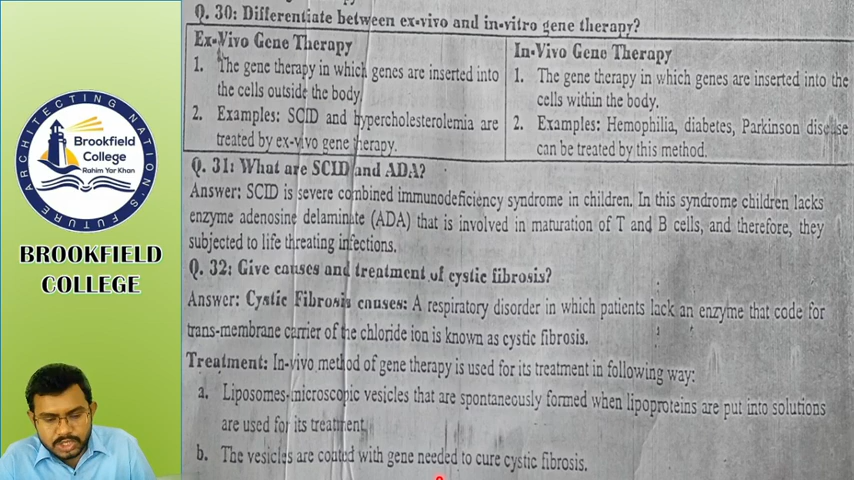 Q. 30: Differentiate between ex-vivo and in-vitro gene therapy?
Ex-Vivo Gene Therapy
1. The gene therapy in which genes are inserted into
the cells outside the body.
2. Examples: SCID and hypercholesterolemia are
treated by ex-vivo gene therapy.
In-Vivo Gene Therapy
1. The gene therapy in which genes are inserted into the
cells within the body.
2. Examples: Hemophilia, diabetes, Parkinson disease
can be treated by this method.
Q. 31: What are SCID and ADA?
Answer: SCID is severe combined immunodeficiency syndrome in children. In this syndrome children lacks
enzyme adenosine delaminate (ADA) that is involved in maturation of T and B cells, and therefore, they
subjected to life threating infections.
Q. 32: Give causes and treatment of cystic fibrosis?
Answer: Cystic Fibrosis causes: A respiratory disorder in which patients lack an enzyme that code for
trans-membrane carrier of the chloride ion is known as cystic fibrosis.
Treatment: In-vivo method of gene therapy is used for its treatment in following way:
a. Liposomes-microscopic vesicles that are spontaneously formed when lipoproteins are put into solutions
are used for its treatment.
b. The vesicles are coated with gene needed to cure cystic fibrosis.
ARCHITECTING NATION'S FUTURE
Brookfield
College
Rahim Yar Khan
BROOKFIELD
COLLEGE